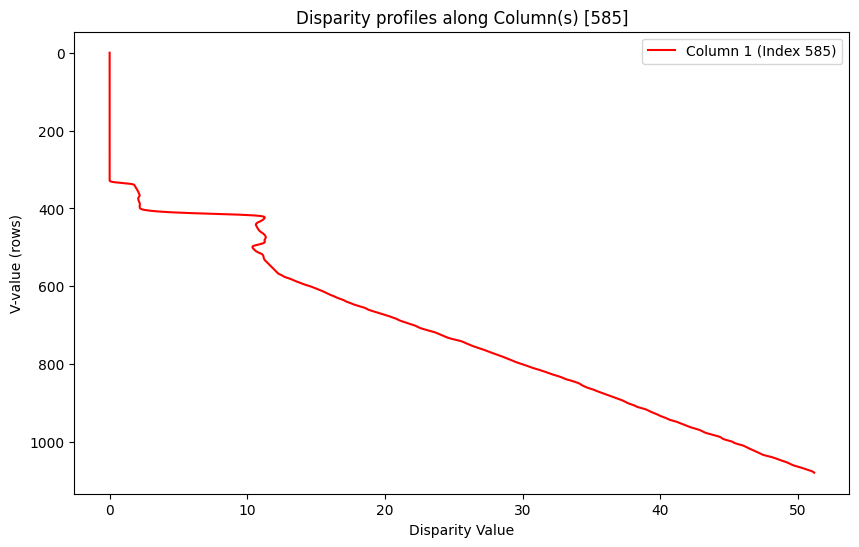 Disparity profiles along Column(s) [585]
Column 1 (Index 585)
0
200
400
600
800
1000
V-value (rows)
0 10 20 30 40 50
Disparity Value